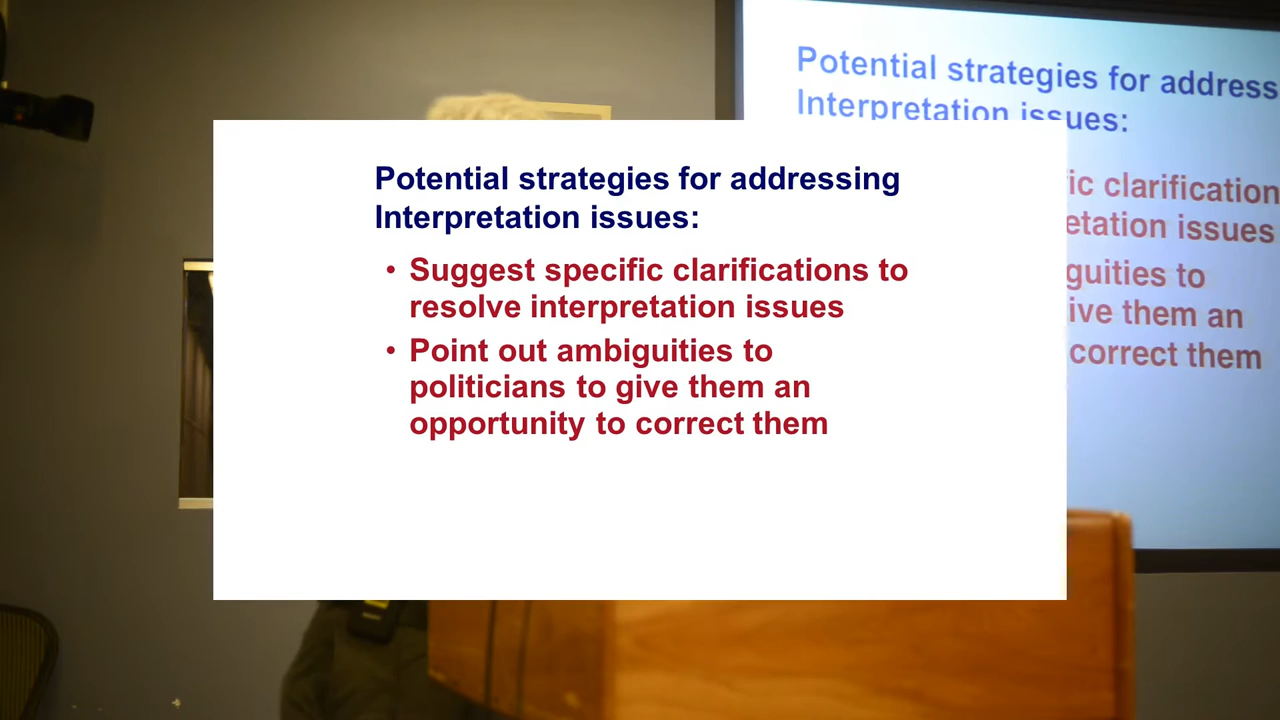 Potential strategies for addressing
Interpretation issues:
• Suggest specific clarifications to
resolve interpretation issues
• Point out ambiguities to
politicians to give them an
opportunity to correct them
Potential strategies for address
Interpretation issues:
ic clarification
etation issues
guities to
ive them an
correct them